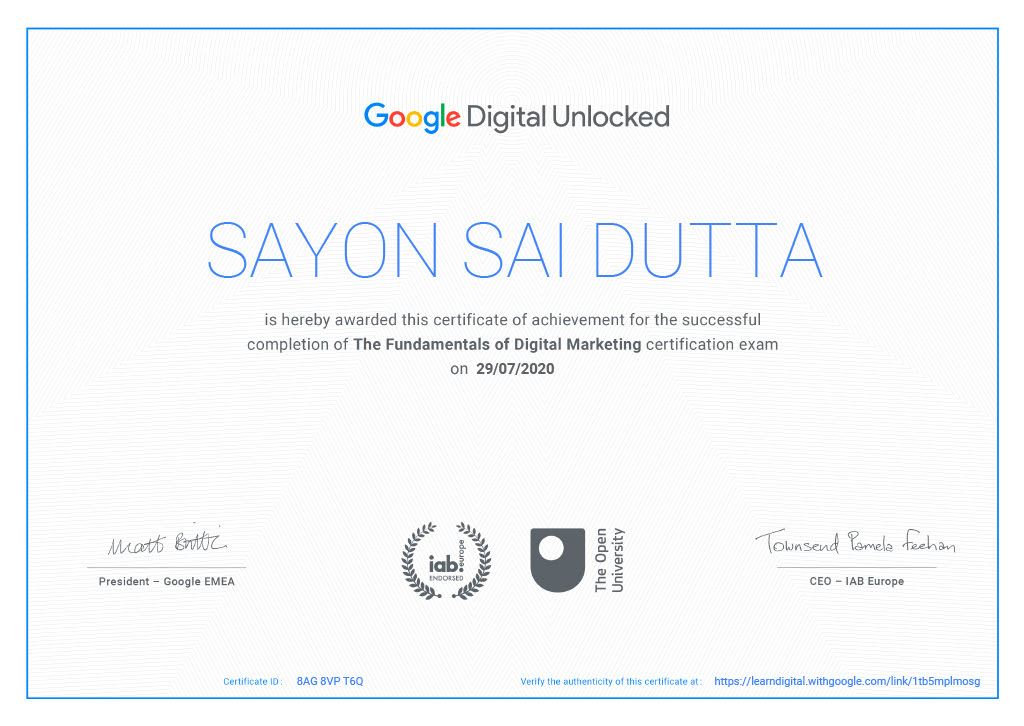 Google Digital Unlocked
SAYON SAI DUTTA
is hereby awarded this certificate of achievement for the successful
completion of The Fundamentals of Digital Marketing certification exam
on 29/07/2020
Matt Brittin
President – Google EMEA
iab.europe
ENDORSED
The Open
University
Townsend Pamela Feehan
CEO – IAB Europe
Certificate ID: 8AG 8VP T6Q
Verify the authenticity of this certificate at: https://learndigital.withgoogle.com/link/1tb5mplmosg